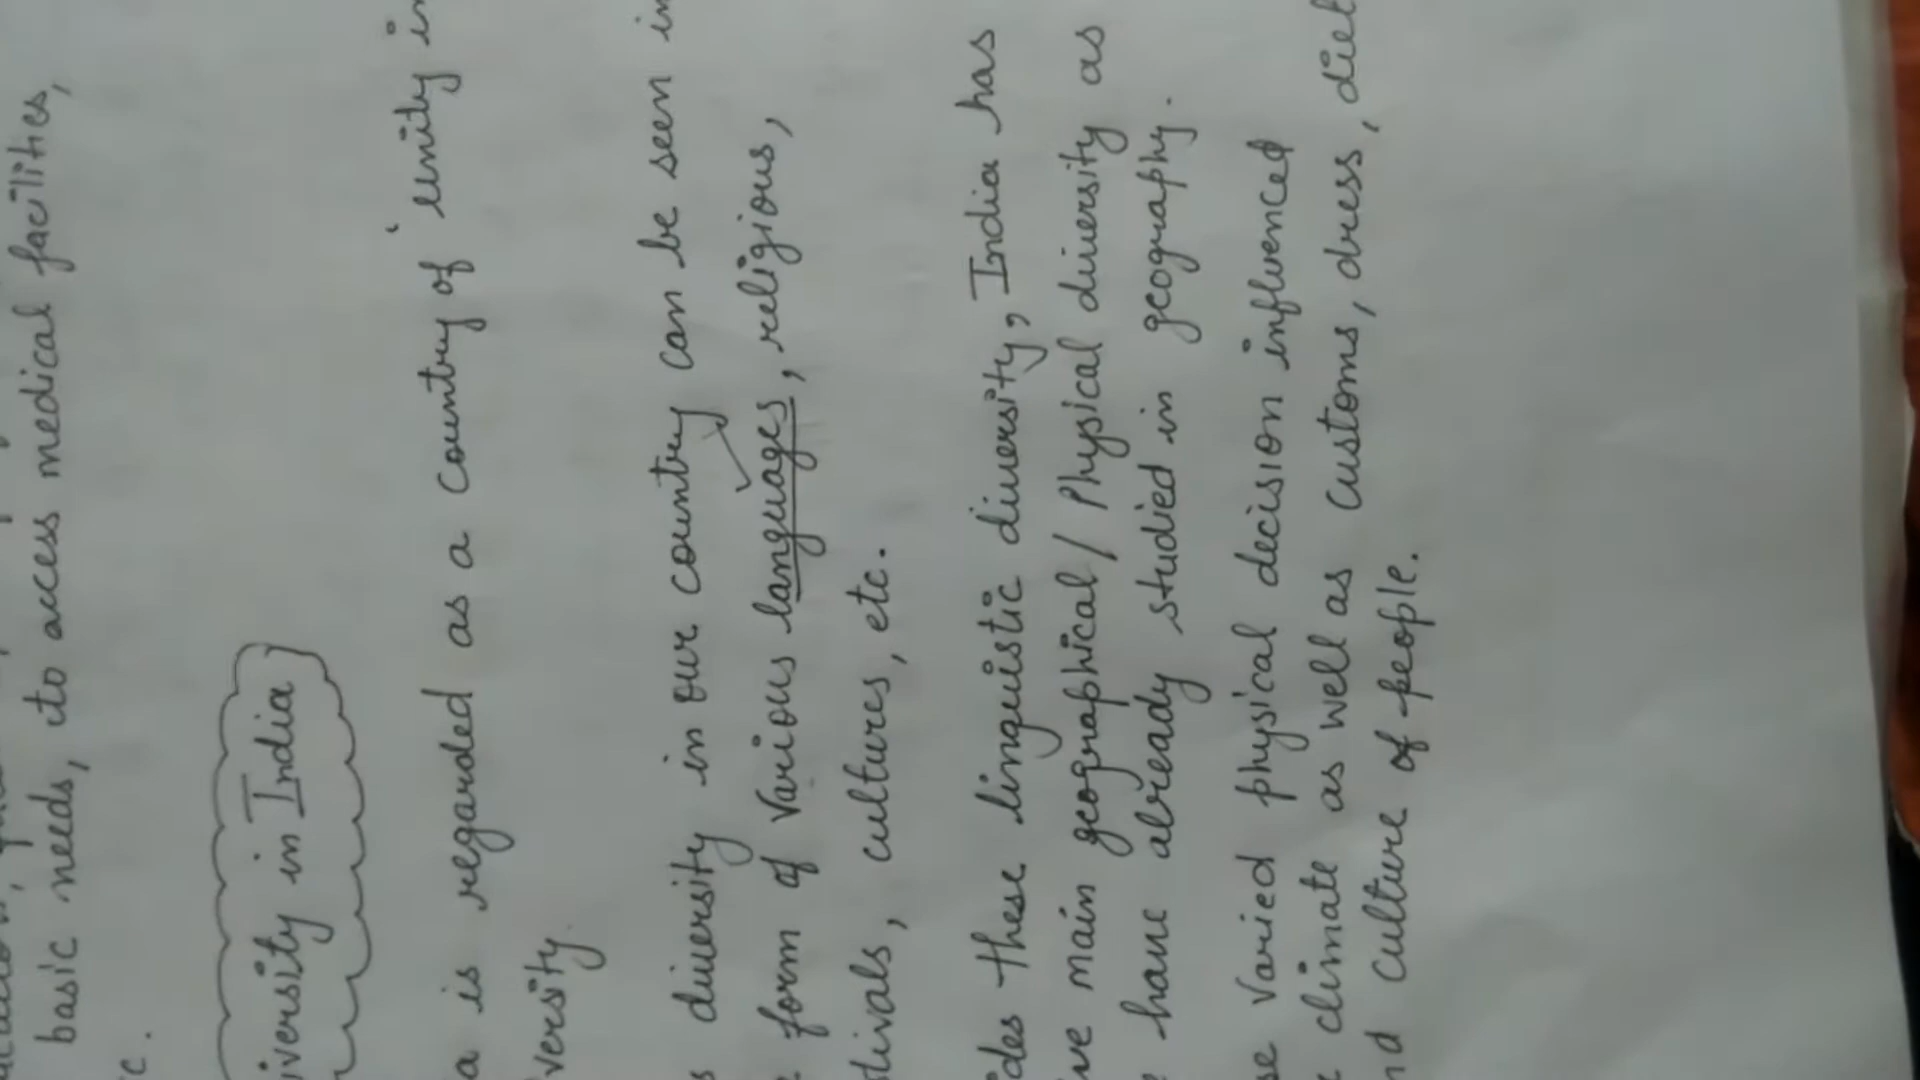 basic needs, to access medical facilities,
c.
iversity in India
a is regarded as a country of 'unity in
versity.
s diversity in our country can be seen in
form of various languages, religious,
tivals, cultures, etc.
ides these linguistic diversity, India has
ive main geographical/Physical diversity as
e have already studied in geography.
se varied physical decision influenced
climate as well as customs, dress, diet
nd culture of people.